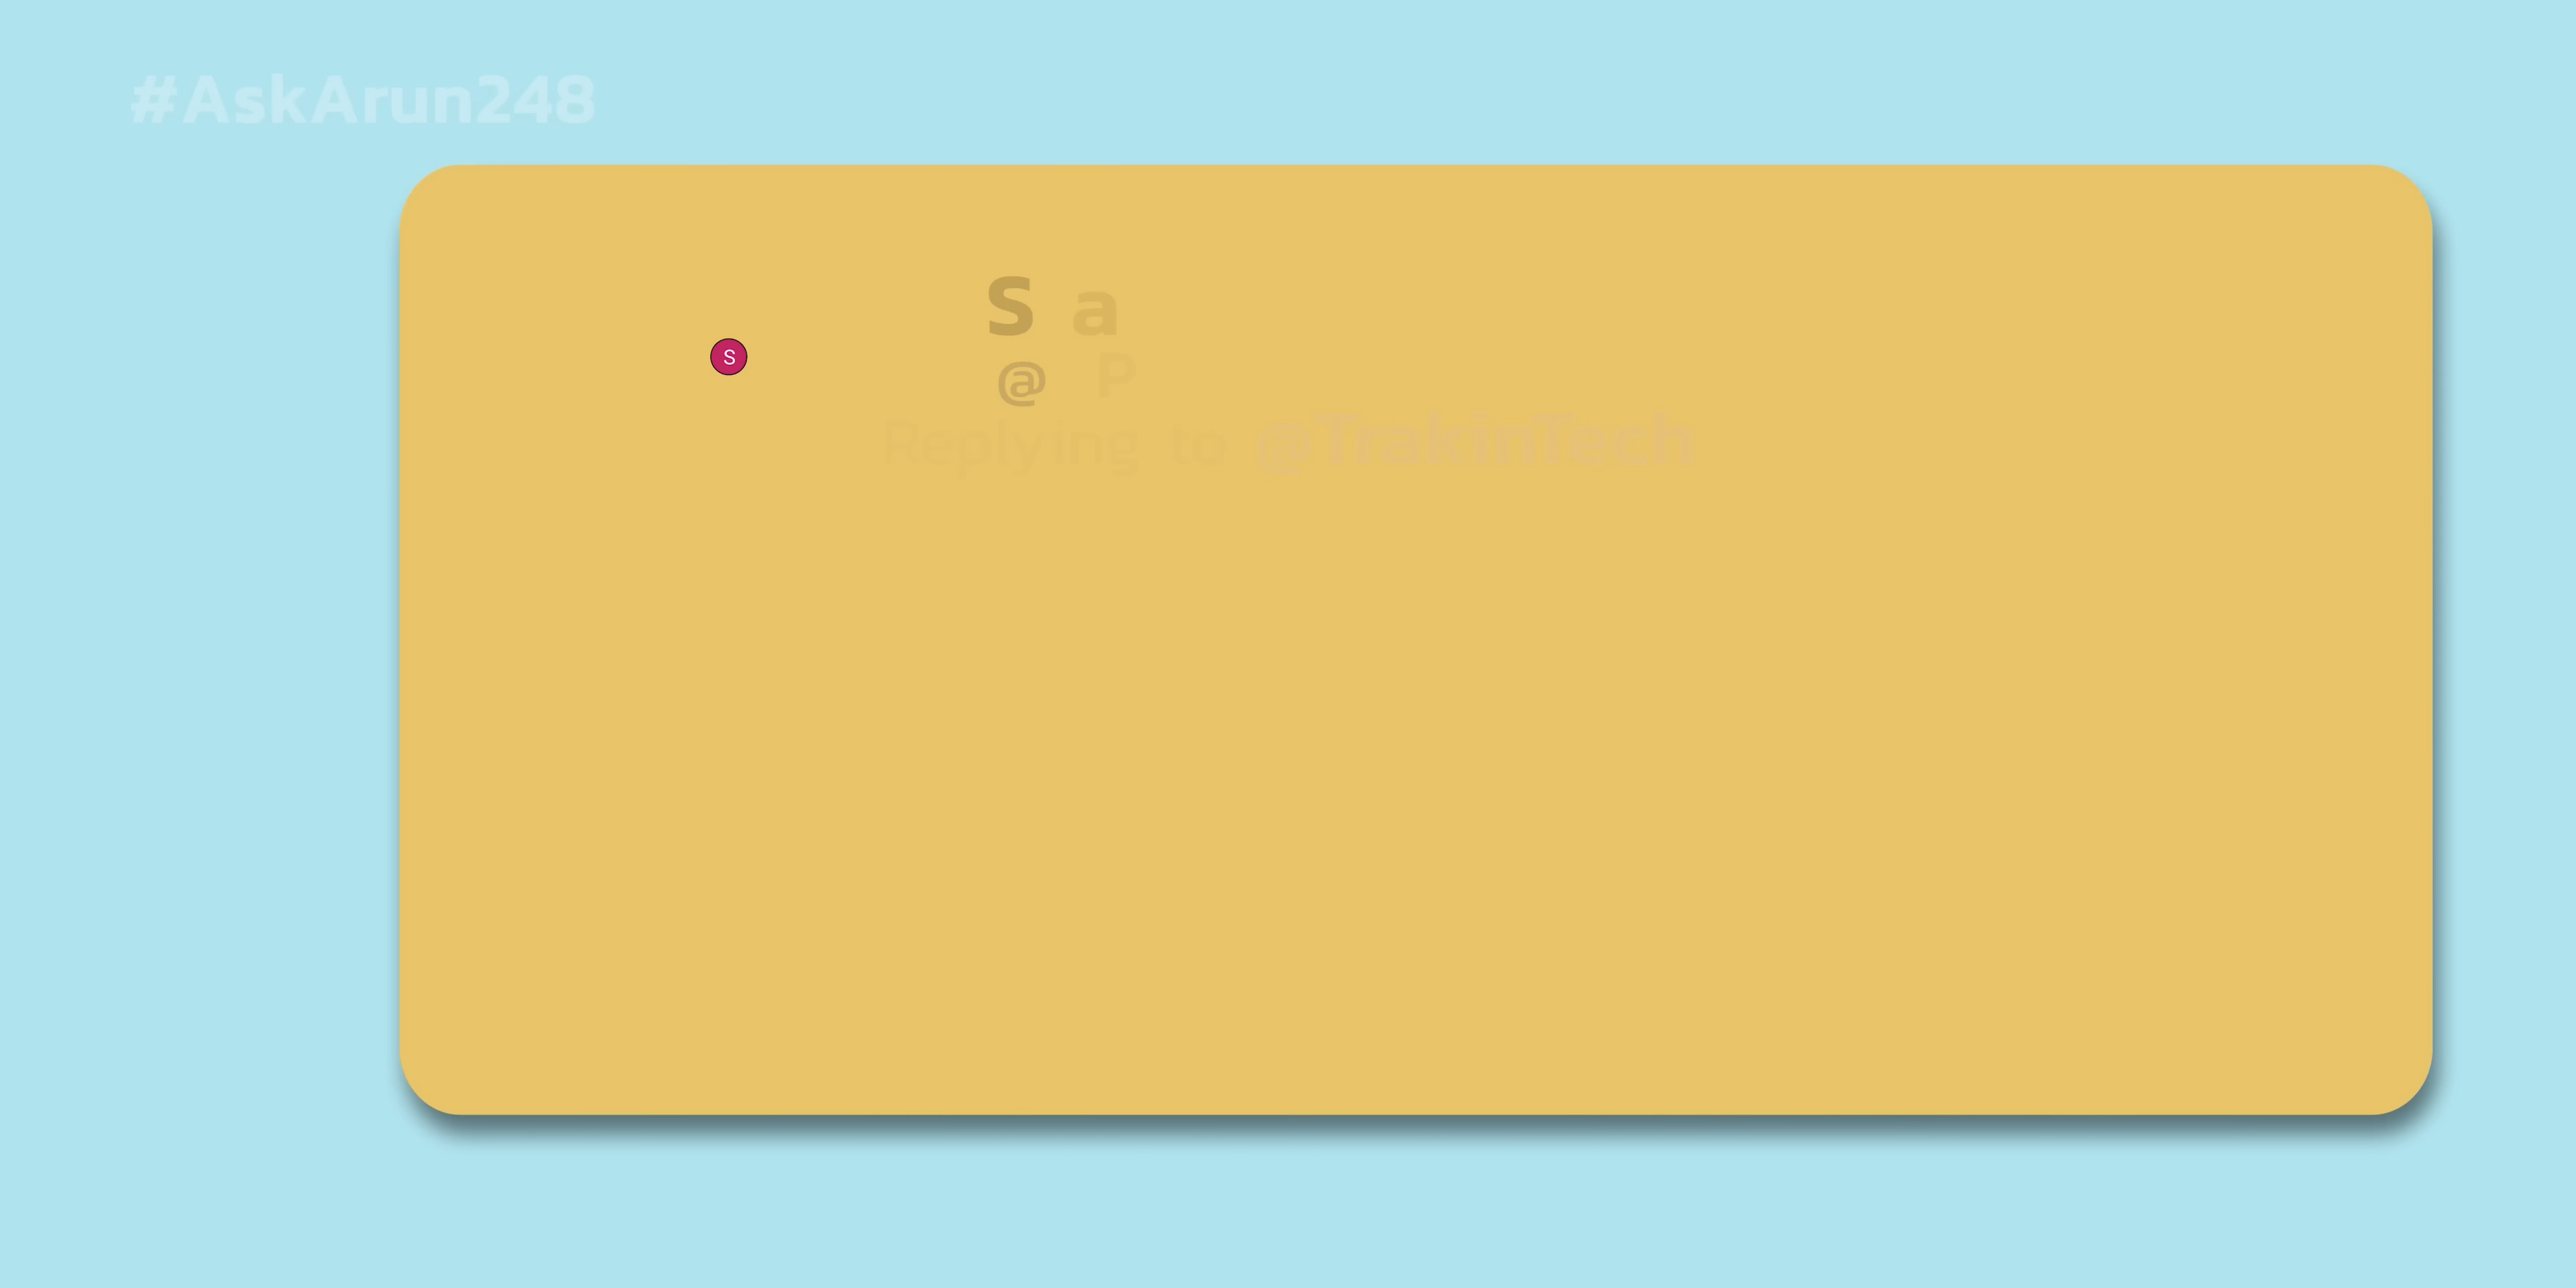 #AskArun248
S a
S
@ P
Replying to @TrakinTech